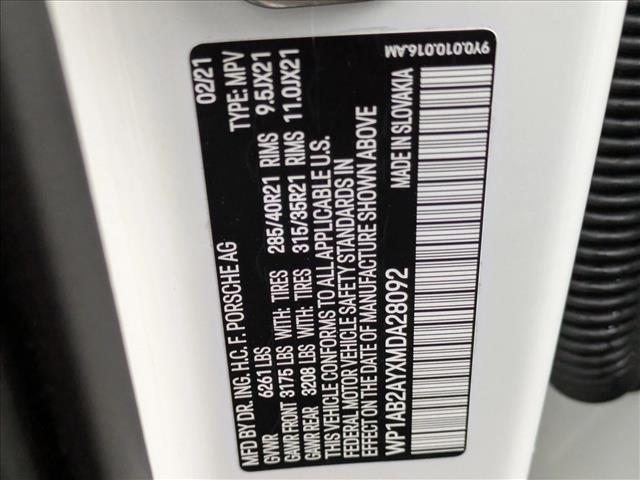 MFD BY DR. ING. H.C. F. PORSCHE AG 02/21
GVWR 6261 LBS TYPE: MPV
GAWR FRONT 3175 LBS WITH: TIRES 285/40R21 RIMS 9.5JX21
GAWR REAR 3208 LBS WITH: TIRES 315/35R21 RIMS 11.0JX21
THIS VEHICLE CONFORMS TO ALL APPLICABLE U.S.
FEDERAL MOTOR VEHICLE SAFETY STANDARDS IN
EFFECT ON THE DATE OF MANUFACTURE SHOWN ABOVE
WP1AB2AYXMDA28092 MADE IN SLOVAKIA
9Y0.010.016.AM